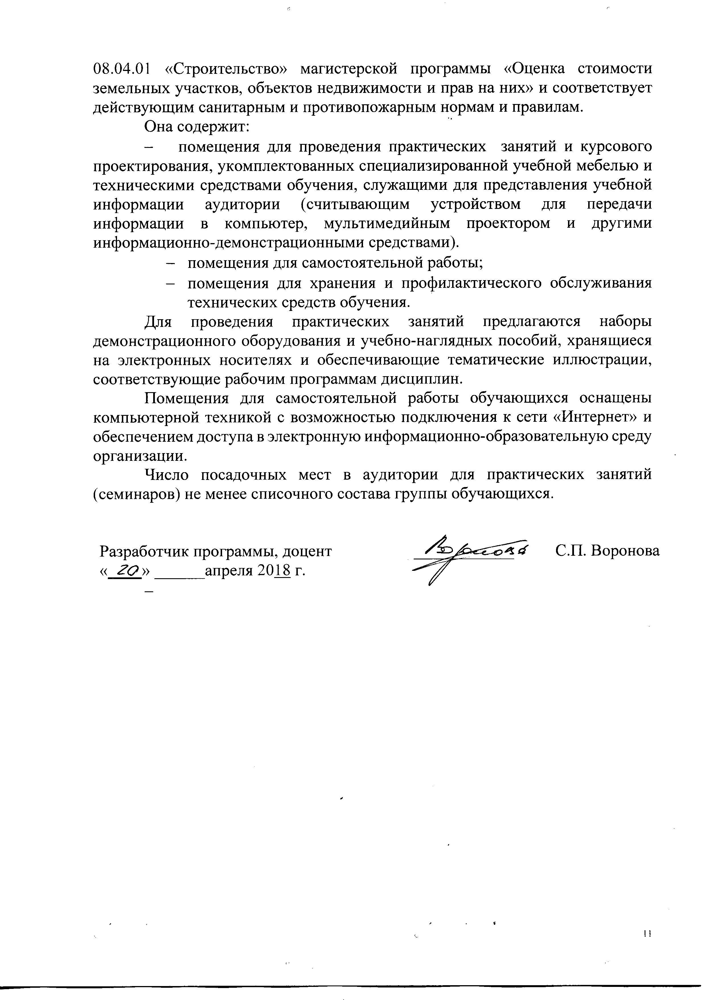 08.04.01 «Строительство» магистерской программы «Оценка стоимости
земельных участков, объектов недвижимости и прав на них» и соответствует
действующим санитарным и противопожарным нормам и правилам.
Она содержит:
– помещения для проведения практических занятий и курсового
проектирования, укомплектованных специализированной учебной мебелью и
техническими средствами обучения, служащими для представления учебной
информации аудитории (считывающим устройством для передачи
информации в компьютер, мультимедийным проектором и другими
информационно-демонстрационными средствами).
– помещения для самостоятельной работы;
– помещения для хранения и профилактического обслуживания
технических средств обучения.
Для проведения практических занятий предлагаются наборы
демонстрационного оборудования и учебно-наглядных пособий, хранящиеся
на электронных носителях и обеспечивающие тематические иллюстрации,
соответствующие рабочим программам дисциплин.
Помещения для самостоятельной работы обучающихся оснащены
компьютерной техникой с возможностью подключения к сети «Интернет» и
обеспечением доступа в электронную информационно-образовательную среду
организации.
Число посадочных мест в аудитории для практических занятий
(семинаров) не менее списочного состава группы обучающихся.
Разработчик программы, доцент Воронова С.П. Воронова
«20» ______апреля 2018 г.
–
11